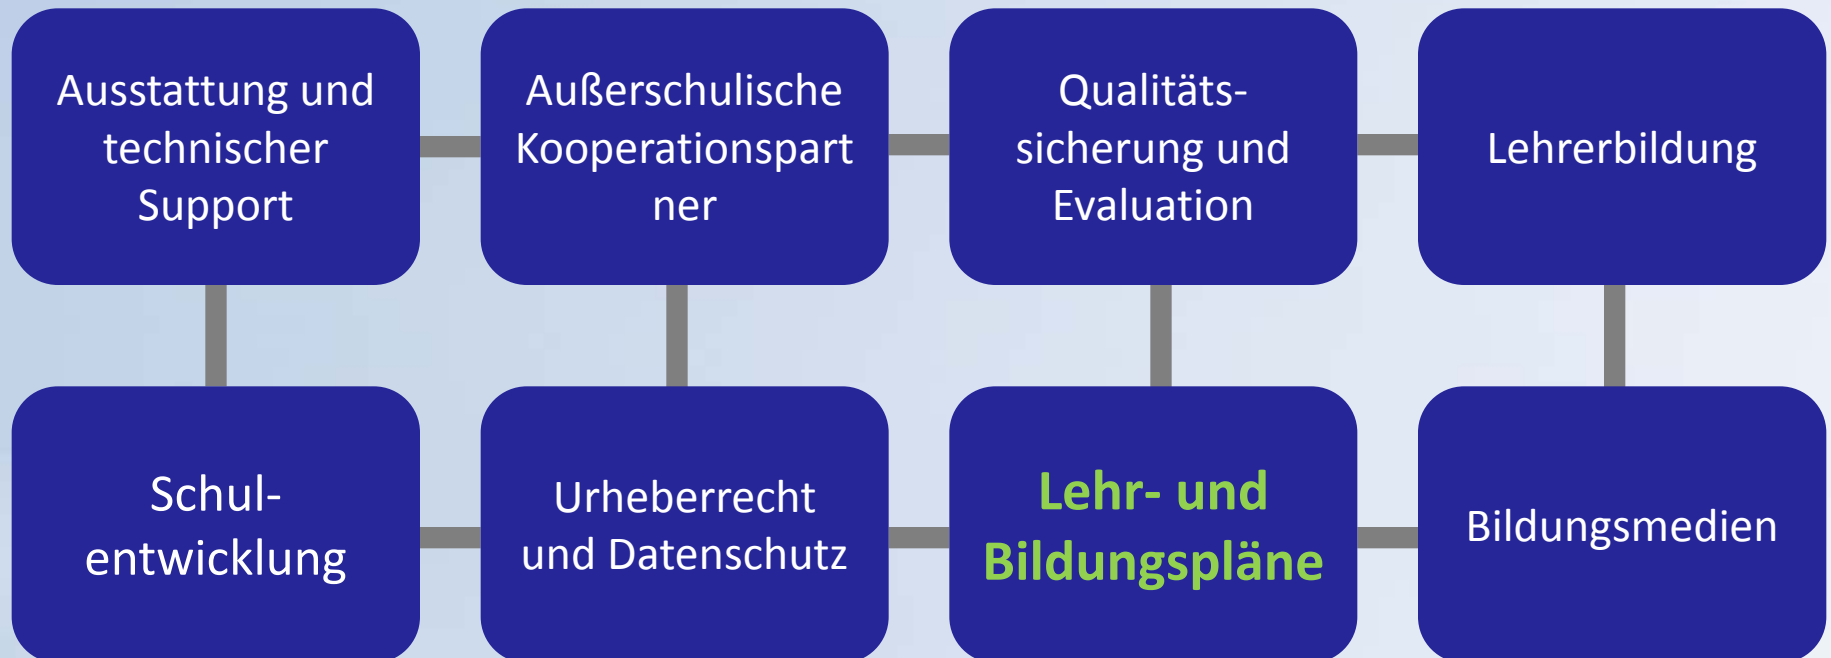 Ausstattung und
technischer
Support
Außerschulische
Kooperationspart
ner
Qualitäts-
sicherung und
Evaluation
Lehrerbildung
Schul-
entwicklung
Urheberrecht
und Datenschutz
Lehr- und
Bildungspläne
Bildungsmedien